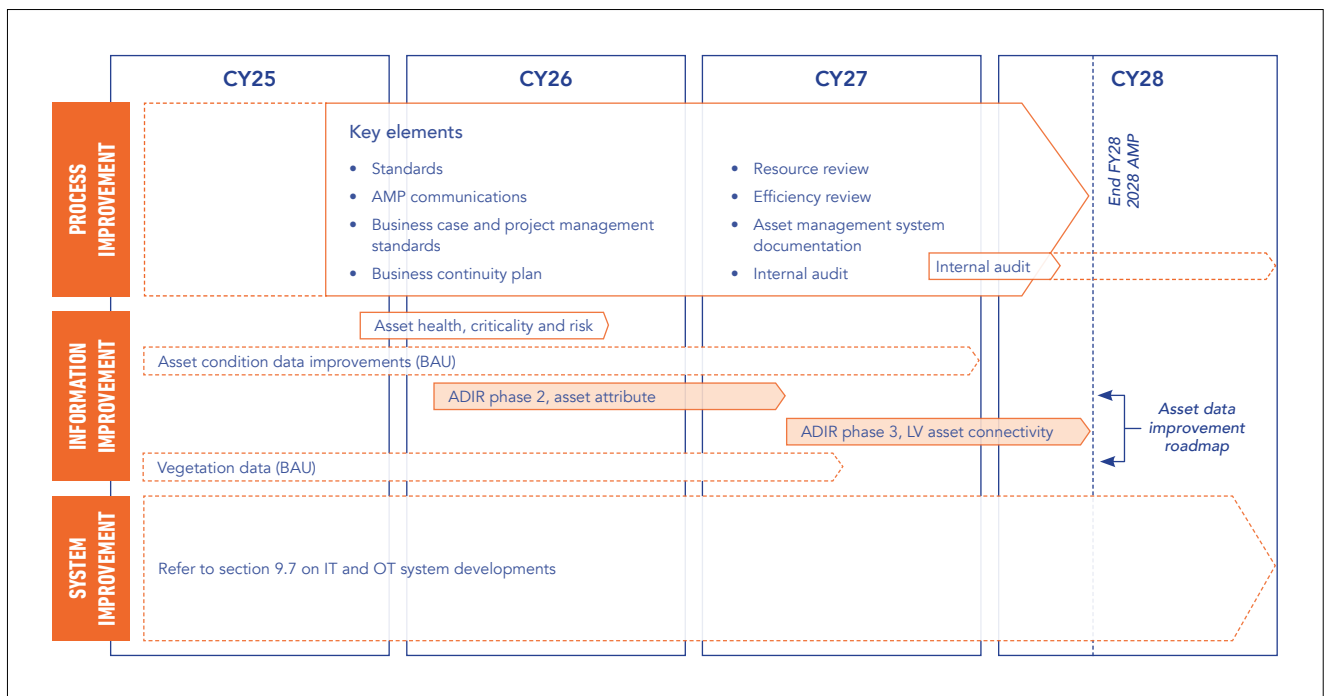 CY25
CY26
CY27
CY28
PROCESS
IMPROVEMENT
Key elements
• Standards
• AMP communications
• Business case and project management
standards
• Business continuity plan
• Resource review
• Efficiency review
• Asset management system
documentation
• Internal audit
Internal audit
End FY28
2028 AMP
INFORMATION
IMPROVEMENT
Asset health, criticality and risk
Asset condition data improvements (BAU)
ADIR phase 2, asset attribute
ADIR phase 3, LV asset connectivity
Asset data
improvement
roadmap
Vegetation data (BAU)
SYSTEM
IMPROVEMENT
Refer to section 9.7 on IT and OT system developments